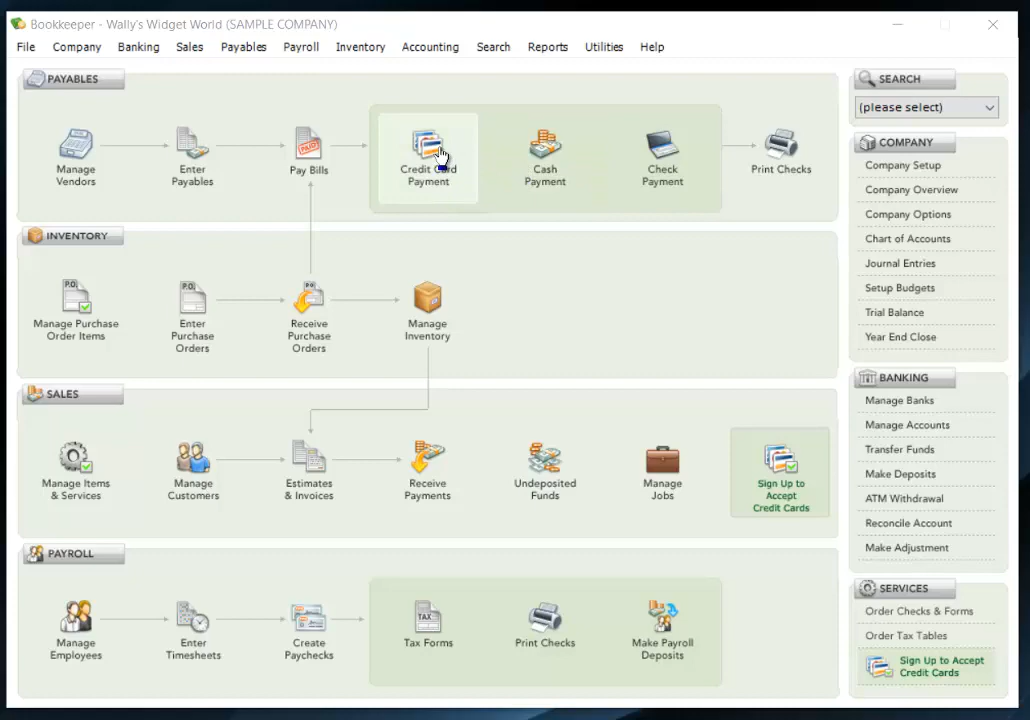 Bookkeeper - Wally's Widget World (SAMPLE COMPANY)
File Company Banking Sales Payables Payroll Inventory Accounting Search Reports Utilities Help
PAYABLES
Manage
Vendors
Enter
Payables
PAID
Pay Bills
Credit Card
Payment
Cash
Payment
Check
Payment
Print Checks
INVENTORY
P.O.
Manage Purchase
Order Items
P.O.
Enter
Purchase
Orders
P.O.
Receive
Purchase
Orders
Manage
Inventory
SALES
Manage Items
& Services
Manage
Customers
Estimates
& Invoices
Receive
Payments
Undeposited
Funds
Manage
Jobs
Sign Up to
Accept
Credit Cards
PAYROLL
Manage
Employees
Enter
Timesheets
Create
Paychecks
TAX
Tax Forms
Print Checks
Make Payroll
Deposits
SEARCH
(please select)
COMPANY
Company Setup
Company Overview
Company Options
Chart of Accounts
Journal Entries
Setup Budgets
Trial Balance
Year End Close
BANKING
Manage Banks
Manage Accounts
Transfer Funds
Make Deposits
ATM Withdrawal
Reconcile Account
Make Adjustment
SERVICES
Order Checks & Forms
Order Tax Tables
Sign Up to Accept
Credit Cards